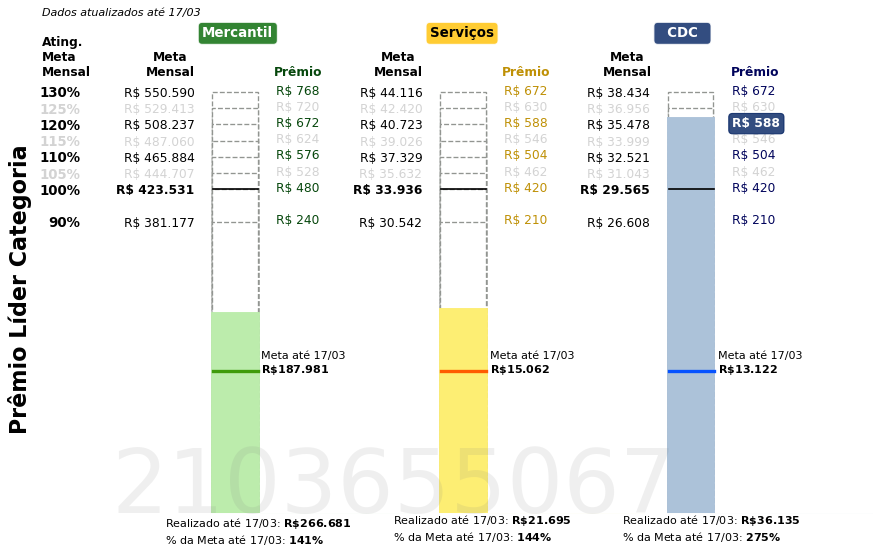 Dados atualizados até 17/03
Mercantil
Serviços
CDC
Ating.
Meta
Mensal
Meta
Mensal
Prêmio
Meta
Mensal
Prêmio
Meta
Mensal
Prêmio
130% R$ 550.590 R$ 768 R$ 44.116 R$ 672 R$ 38.434 R$ 672
125% R$ 529.413 R$ 720 R$ 42.420 R$ 630 R$ 36.956 R$ 630
120% R$ 508.237 R$ 672 R$ 40.723 R$ 588 R$ 35.478 R$ 588
115% R$ 487.060 R$ 624 R$ 39.026 R$ 546 R$ 33.999 R$ 546
110% R$ 465.884 R$ 576 R$ 37.329 R$ 504 R$ 32.521 R$ 504
105% R$ 444.707 R$ 528 R$ 35.632 R$ 462 R$ 31.043 R$ 462
100% R$ 423.531 R$ 480 R$ 33.936 R$ 420 R$ 29.565 R$ 420
90% R$ 381.177 R$ 240 R$ 30.542 R$ 210 R$ 26.608 R$ 210
Prêmio Líder Categoria
Meta até 17/03
R$187.981
Meta até 17/03
R$15.062
Meta até 17/03
R$13.122
2103655067
Realizado até 17/03: R$266.681
% da Meta até 17/03: 141%
Realizado até 17/03: R$21.695
% da Meta até 17/03: 144%
Realizado até 17/03: R$36.135
% da Meta até 17/03: 275%